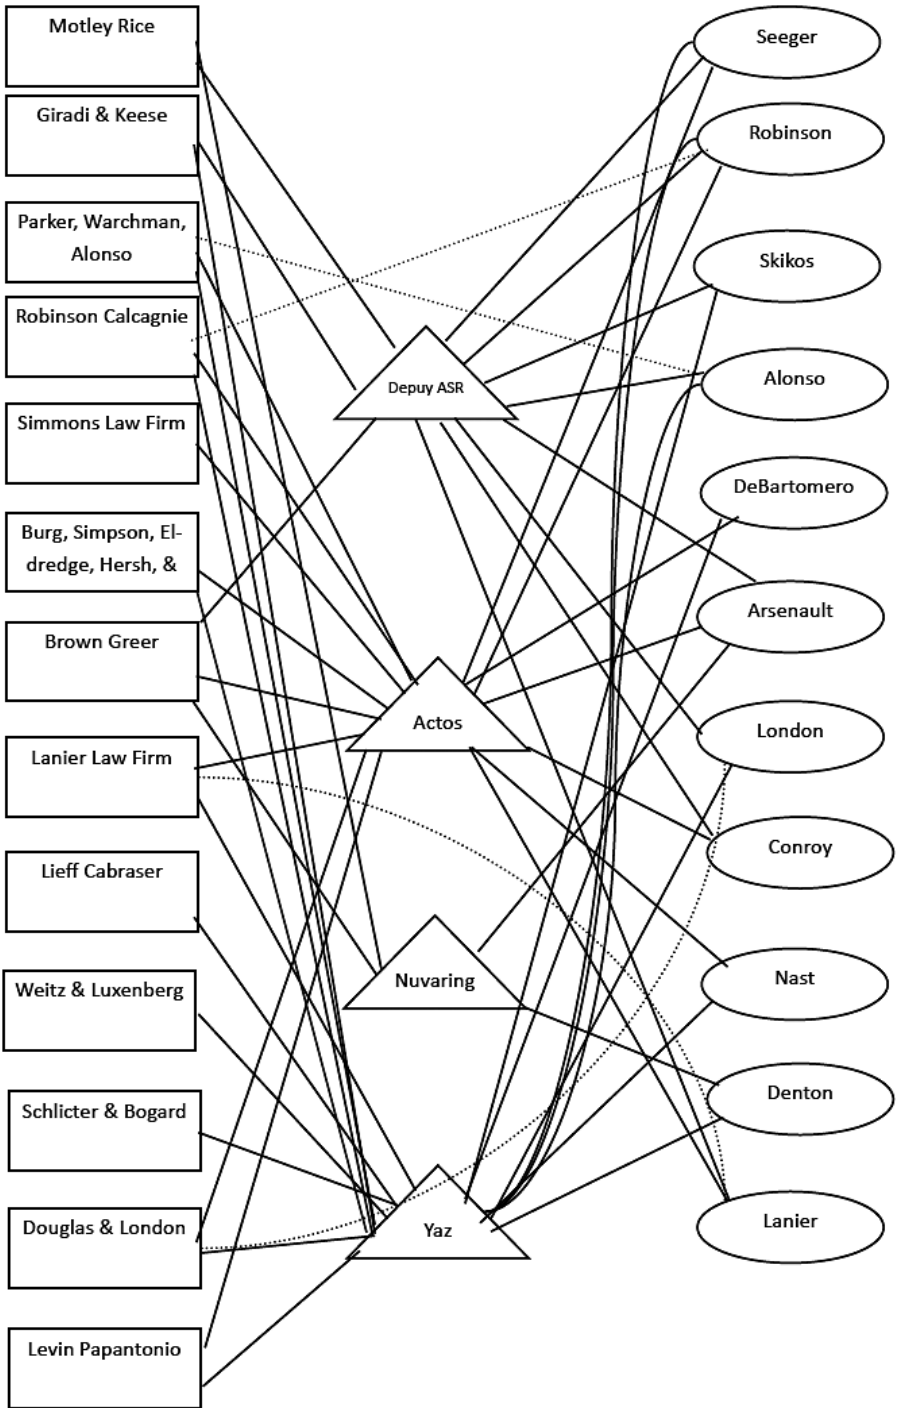 Motley Rice
Giradi & Keese
Parker, Warchman,
Alonso
Robinson Calcagnie
Simmons Law Firm
Burg, Simpson, El-
dredge, Hersh, &
Brown Greer
Lanier Law Firm
Lieff Cabraser
Weitz & Luxenberg
Schlicter & Bogard
Douglas & London
Levin Papantonio
Depuy ASR
Actos
Nuvaring
Yaz
Seeger
Robinson
Skikos
Alonso
DeBartomero
Arsenault
London
Conroy
Nast
Denton
Lanier